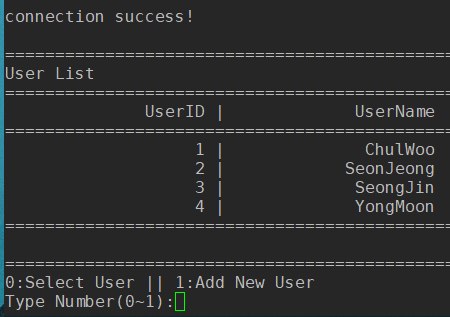 connection success!
=============================================
User List
=============================================
UserID | UserName
=============================================
1 | ChulWoo
2 | SeonJeong
3 | SeongJin
4 | YongMoon
=============================================
=============================================
0:Select User || 1:Add New User
Type Number(0~1):